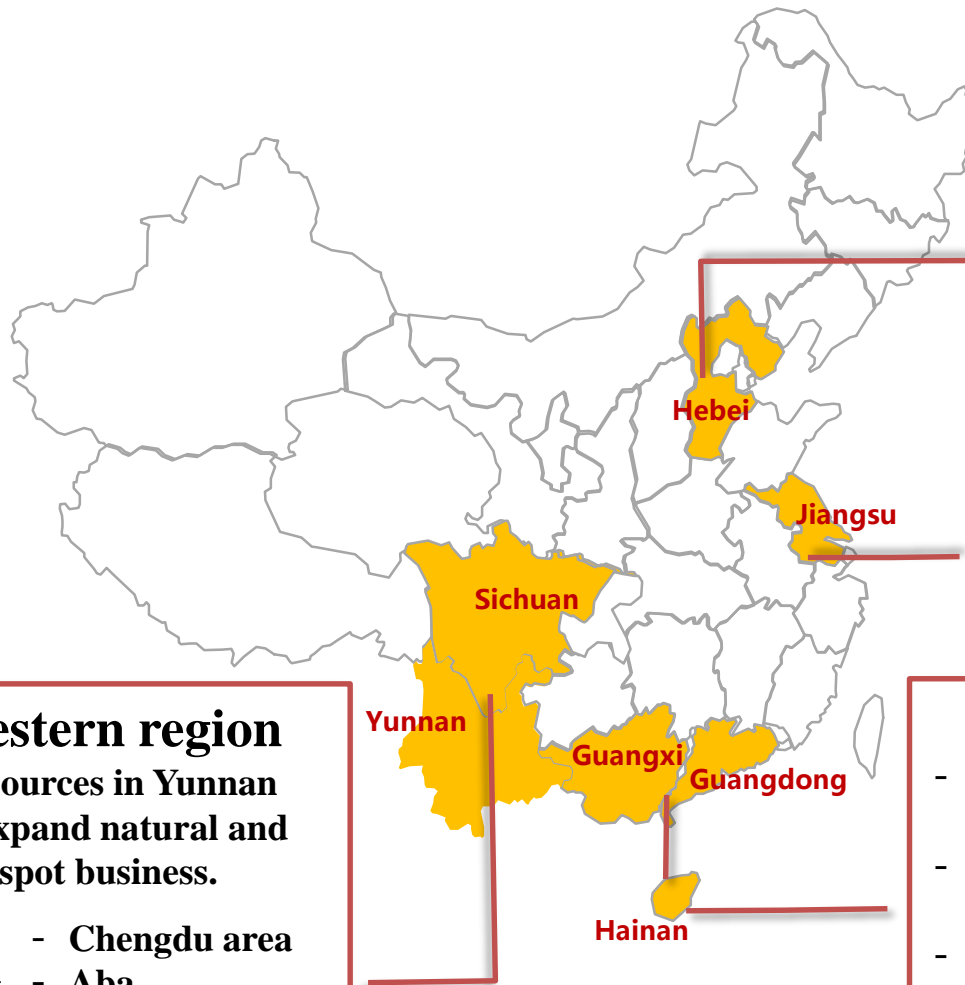 Hebei
Jiangsu
Sichuan
Yunnan
Guangxi
Guangdong
Hainan
estern region
ources in Yunnan
xpand natural and
spot business.
- Chengdu area
- Aba
-
-
-